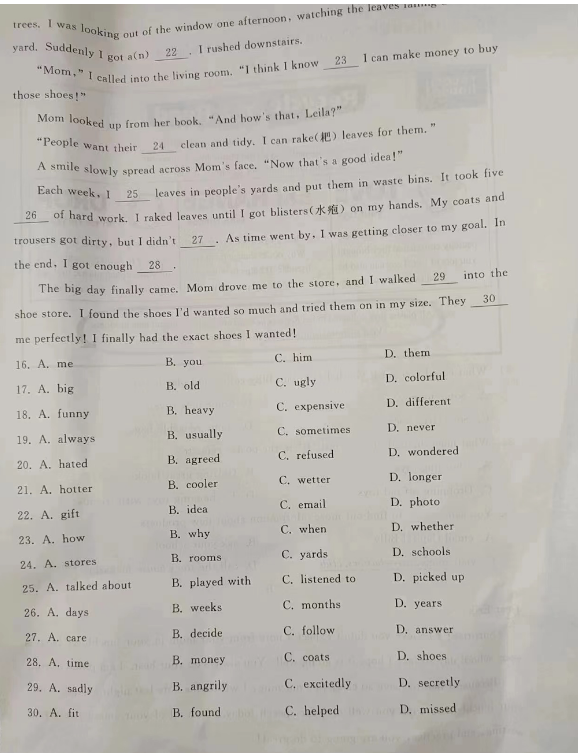 trees. I was looking out of the window one afternoon, watching the leaves
yard. Suddenly I got a(n) 22 . I rushed downstairs.
"Mom," I called into the living room. "I think I know 23 I can make money to buy
those shoes!"
Mom looked up from her book. "And how's that, Leila?"
"People want their 24 clean and tidy. I can rake(耙) leaves for them."
A smile slowly spread across Mom's face. "Now that's a good idea!"
Each week, I 25 leaves in people's yards and put them in waste bins. It took five
26 of hard work. I raked leaves until I got blisters(水疱) on my hands. My coats and
trousers got dirty, but I didn't 27 . As time went by, I was getting closer to my goal. In
the end, I got enough 28 .
The big day finally came. Mom drove me to the store, and I walked 29 into the
shoe store. I found the shoes I'd wanted so much and tried them on in my size. They 30
me perfectly! I finally had the exact shoes I wanted!
16. A. me B. you C. him D. them
17. A. big B. old C. ugly D. colorful
18. A. funny B. heavy C. expensive D. different
19. A. always B. usually C. sometimes D. never
20. A. hated B. agreed C. refused D. wondered
21. A. hotter B. cooler C. wetter D. longer
22. A. gift B. idea C. email D. photo
23. A. how B. why C. when D. whether
24. A. stores B. rooms C. yards D. schools
25. A. talked about B. played with C. listened to D. picked up
26. A. days B. weeks C. months D. years
27. A. care B. decide C. follow D. answer
28. A. time B. money C. coats D. shoes
29. A. sadly B. angrily C. excitedly D. secretly
30. A. fit B. found C. helped D. missed